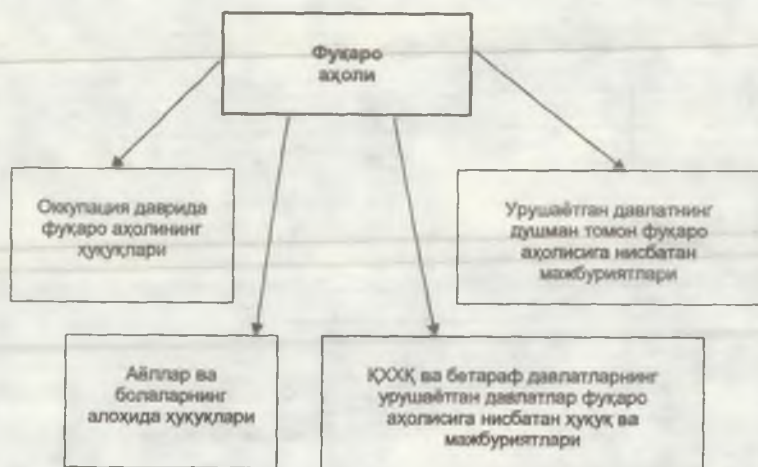 Фуқаро
аҳоли
Оккупация даврида
фуқаро аҳолининг
ҳуқуқлари
Урушаётган давлатнинг
душман томон фуқаро
аҳолисига нисбатан
мажбуриятлари
Аёллар ва
болаларнинг
алоҳида ҳуқуқлари
ҚХХҚ ва бетараф давлатларнинг
урушаётган давлатлар фуқаро
аҳолисига нисбатан ҳуқуқ ва
мажбуриятлари